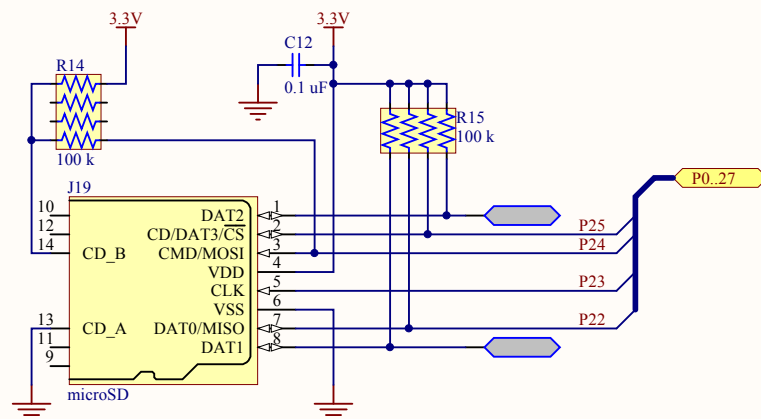 3.3V
3.3V
C12
0.1 uF
R14
100 k
R15
100 k
P0..27
J19
10
12
14
13
11
9
CD_B
CD_A
DAT2
CD/DAT3/CS
CMD/MOSI
VDD
CLK
VSS
DAT0/MISO
DAT1
1
2
3
4
5
6
7
8
P25
P24
P23
P22
microSD